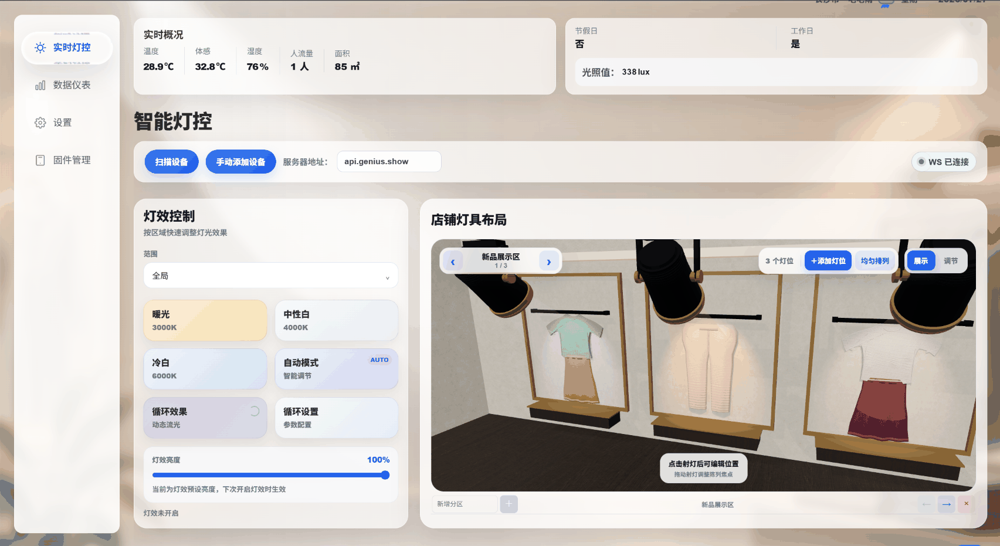 实时灯控
数据仪表
设置
固件管理
实时概况
温度
28.9℃
体感
32.8℃
湿度
76%
人流量
1 人
面积
85 ㎡
节假日
否
工作日
是
光照值： 338 lux
智能灯控
扫描设备
手动添加设备
服务器地址：
api.genius.show
WS 已连接
灯效控制
按区域快速调整灯光效果
范围
全局
暖光
3000K
中性白
4000K
冷白
6000K
自动模式
AUTO
智能调节
循环效果
动态流光
循环设置
参数配置
灯效亮度
100%
当前为灯效预设亮度，下次开启灯效时生效
灯效未开启
店铺灯具布局
‹
新品展示区
1 / 3
›
3 个灯位
+添加灯位
均匀排列
展示
调节
点击射灯后可编辑位置
拖动射灯调整陈列焦点
新增分区
+
新品展示区
← → ×